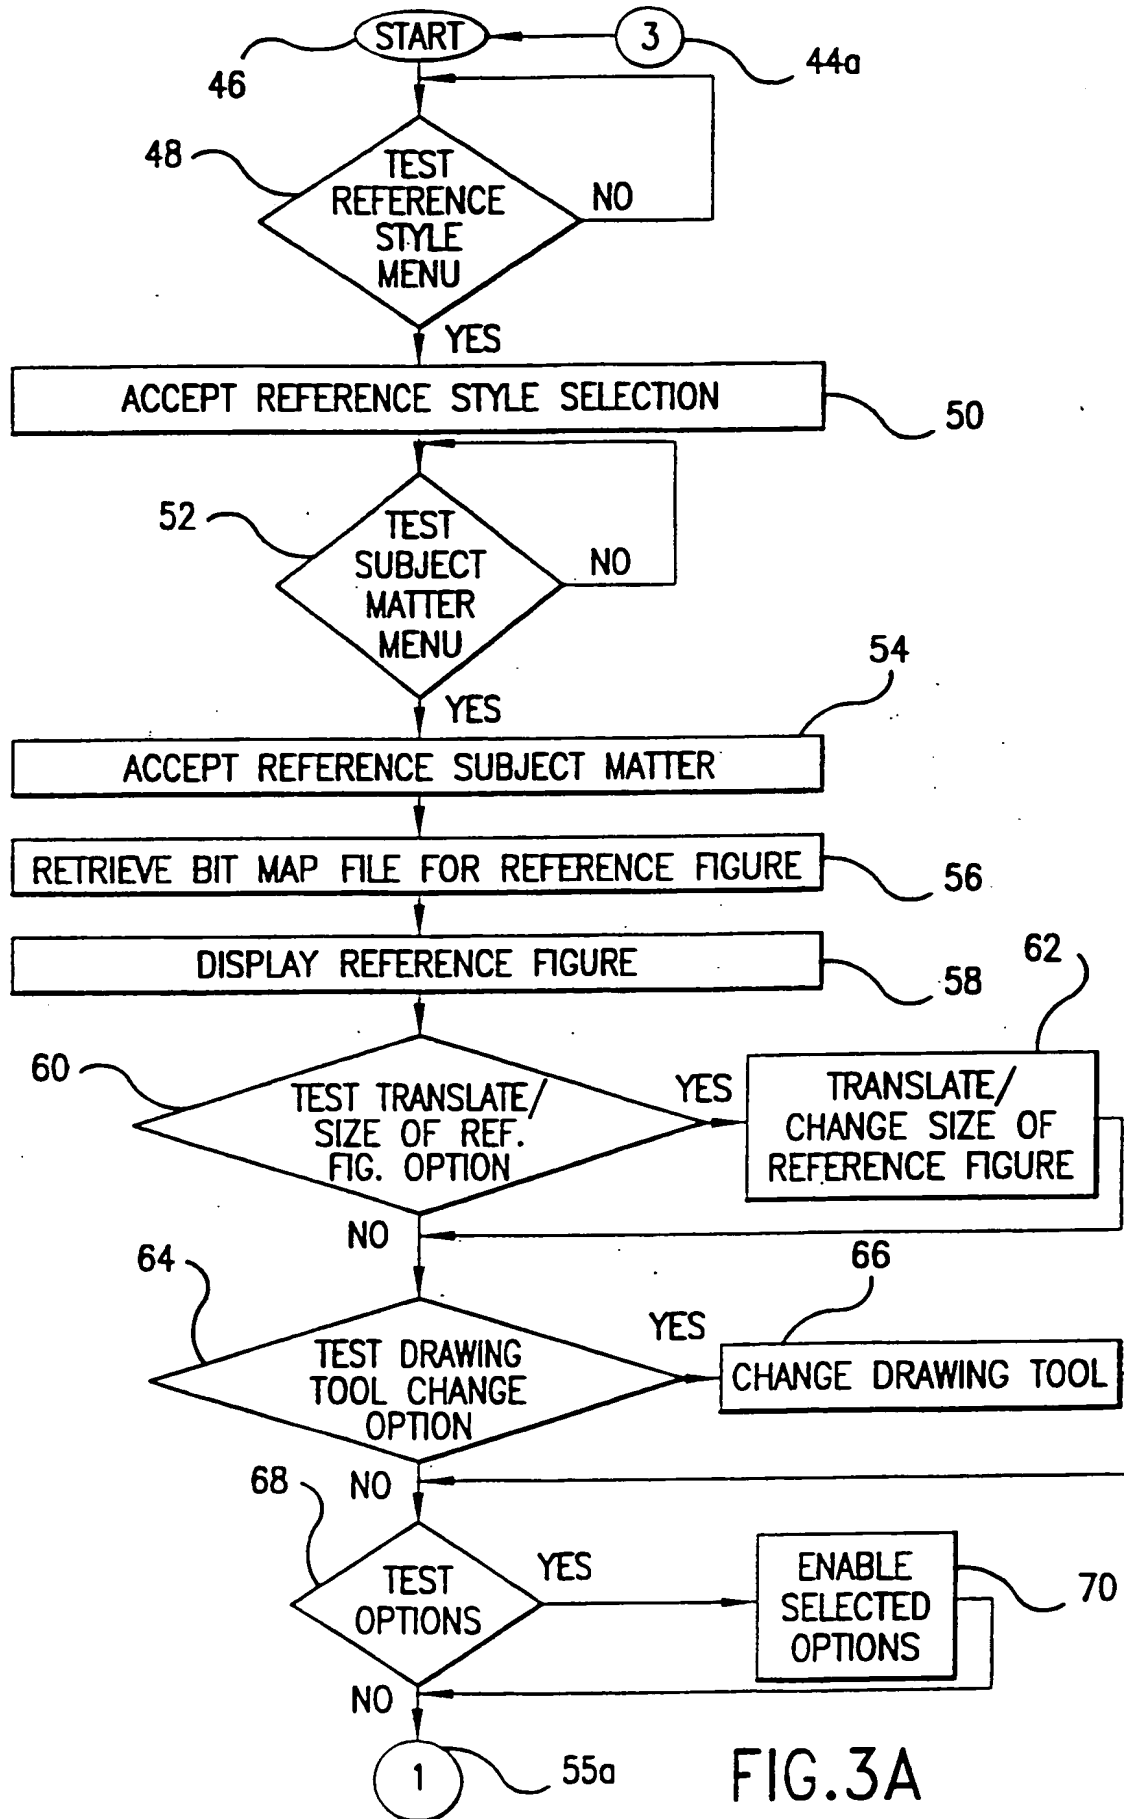 START
3
44a
46
48
TEST
REFERENCE
STYLE
MENU
NO
YES
ACCEPT REFERENCE STYLE SELECTION
50
52
TEST
SUBJECT
MATTER
MENU
NO
54
YES
ACCEPT REFERENCE SUBJECT MATTER
RETRIEVE BIT MAP FILE FOR REFERENCE FIGURE
56
DISPLAY REFERENCE FIGURE
58
62
60
TEST TRANSLATE/
SIZE OF REF.
FIG. OPTION
YES
TRANSLATE/
CHANGE SIZE OF
REFERENCE FIGURE
NO
64
66
TEST DRAWING
TOOL CHANGE
OPTION
YES
CHANGE DRAWING TOOL
NO
68
TEST
OPTIONS
YES
ENABLE
SELECTED
OPTIONS
70
NO
1
55a
FIG.3A